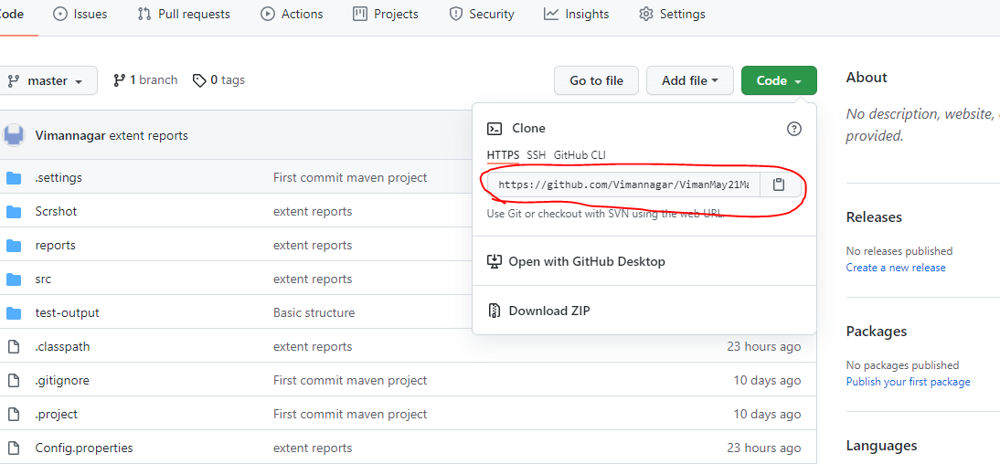 Code Issues Pull requests Actions Projects Security Insights Settings
master 1 branch 0 tags Go to file Add file Code
About
No description, website,
provided.
Vimannagar extent reports
Clone
HTTPS SSH GitHub CLI
https://github.com/Vimannagar/VimanMay21Ma
Use Git or checkout with SVN using the web URL.
Open with GitHub Desktop
Download ZIP
.settings First commit maven project
Scrshot extent reports
reports extent reports
src extent reports
test-output Basic structure
.classpath extent reports 23 hours ago
.gitignore First commit maven project 10 days ago
.project First commit maven project 10 days ago
Config.properties extent reports 23 hours ago
Releases
No releases published
Create a new release
Packages
No packages published
Publish your first package
Languages